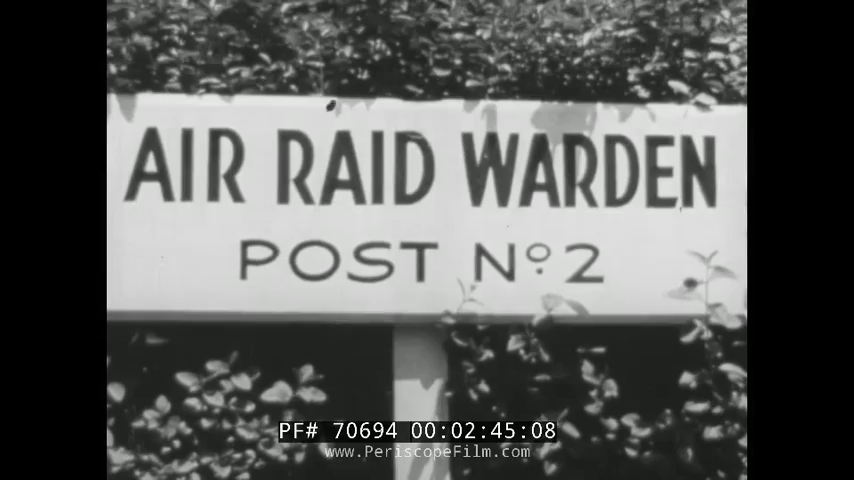 AIR RAID WARDEN
POST Nº 2
PF# 70694 00:02:45:08
www.PeriscopeFilm.com